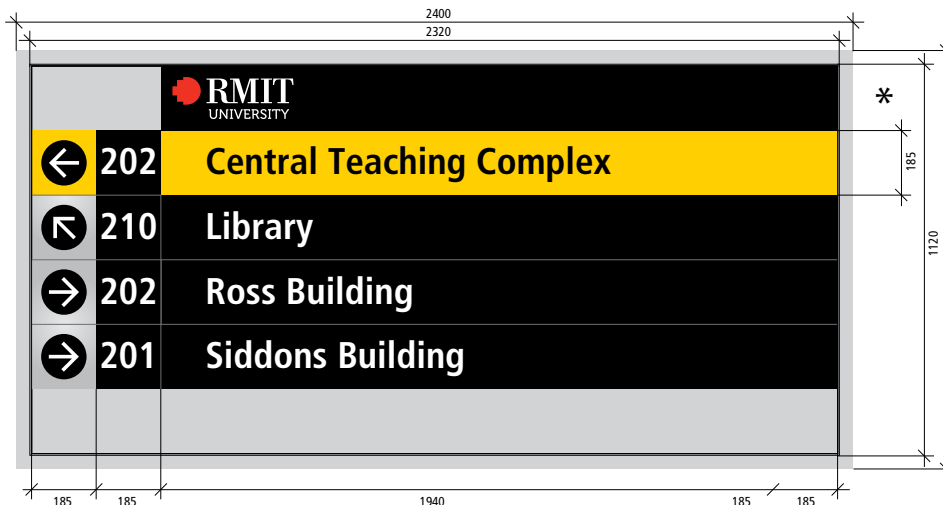 2400
2320
RMIT
UNIVERSITY
*
202 Central Teaching Complex
185
210 Library
1120
202 Ross Building
201 Siddons Building
185 185 1940 185 185